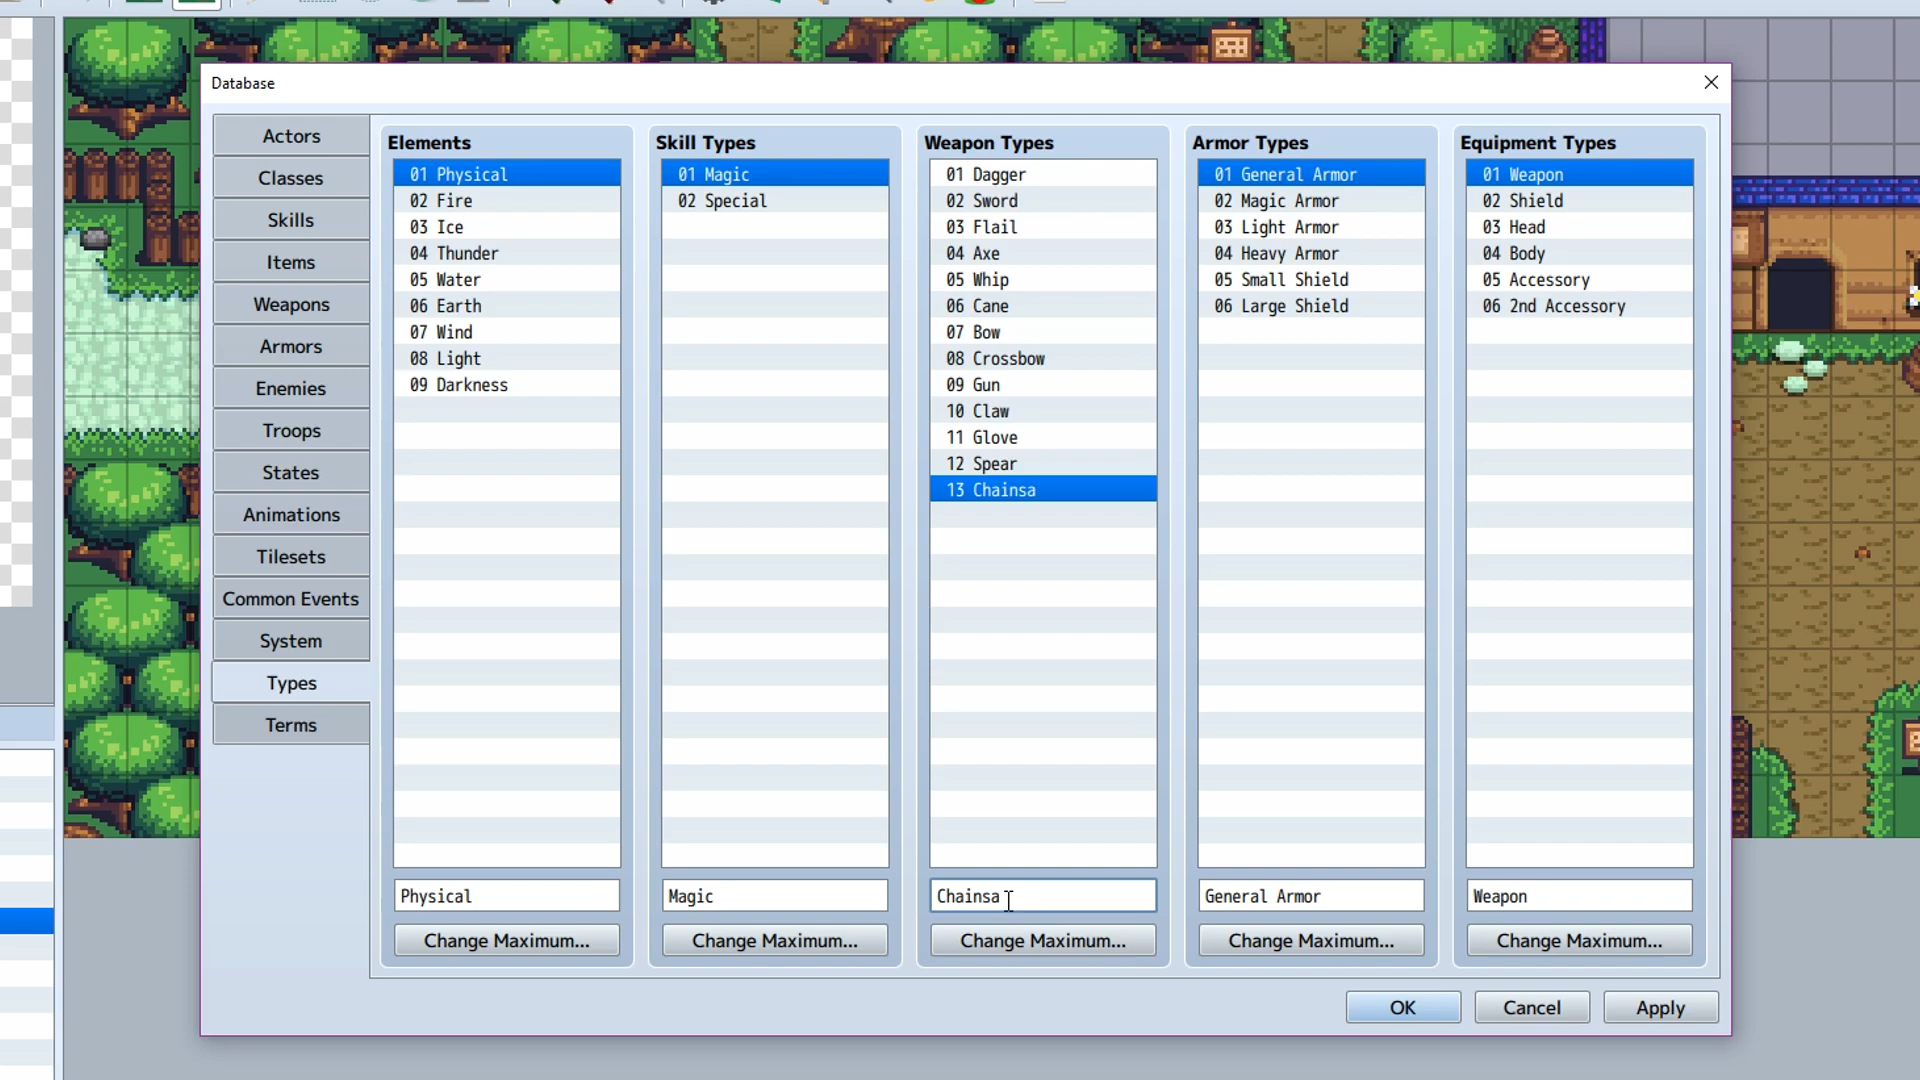 Database
Actors
Classes
Skills
Items
Weapons
Armors
Enemies
Troops
States
Animations
Tilesets
Common Events
System
Types
Terms
Elements
01 Physical
02 Fire
03 Ice
04 Thunder
05 Water
06 Earth
07 Wind
08 Light
09 Darkness
Physical
Change Maximum...
Skill Types
01 Magic
02 Special
Magic
Change Maximum...
Weapon Types
01 Dagger
02 Sword
03 Flail
04 Axe
05 Whip
06 Cane
07 Bow
08 Crossbow
09 Gun
10 Claw
11 Glove
12 Spear
13 Chainsa
Chainsa
Change Maximum...
Armor Types
01 General Armor
02 Magic Armor
03 Light Armor
04 Heavy Armor
05 Small Shield
06 Large Shield
General Armor
Change Maximum...
Equipment Types
01 Weapon
02 Shield
03 Head
04 Body
05 Accessory
06 2nd Accessory
Weapon
Change Maximum...
OK
Cancel
Apply